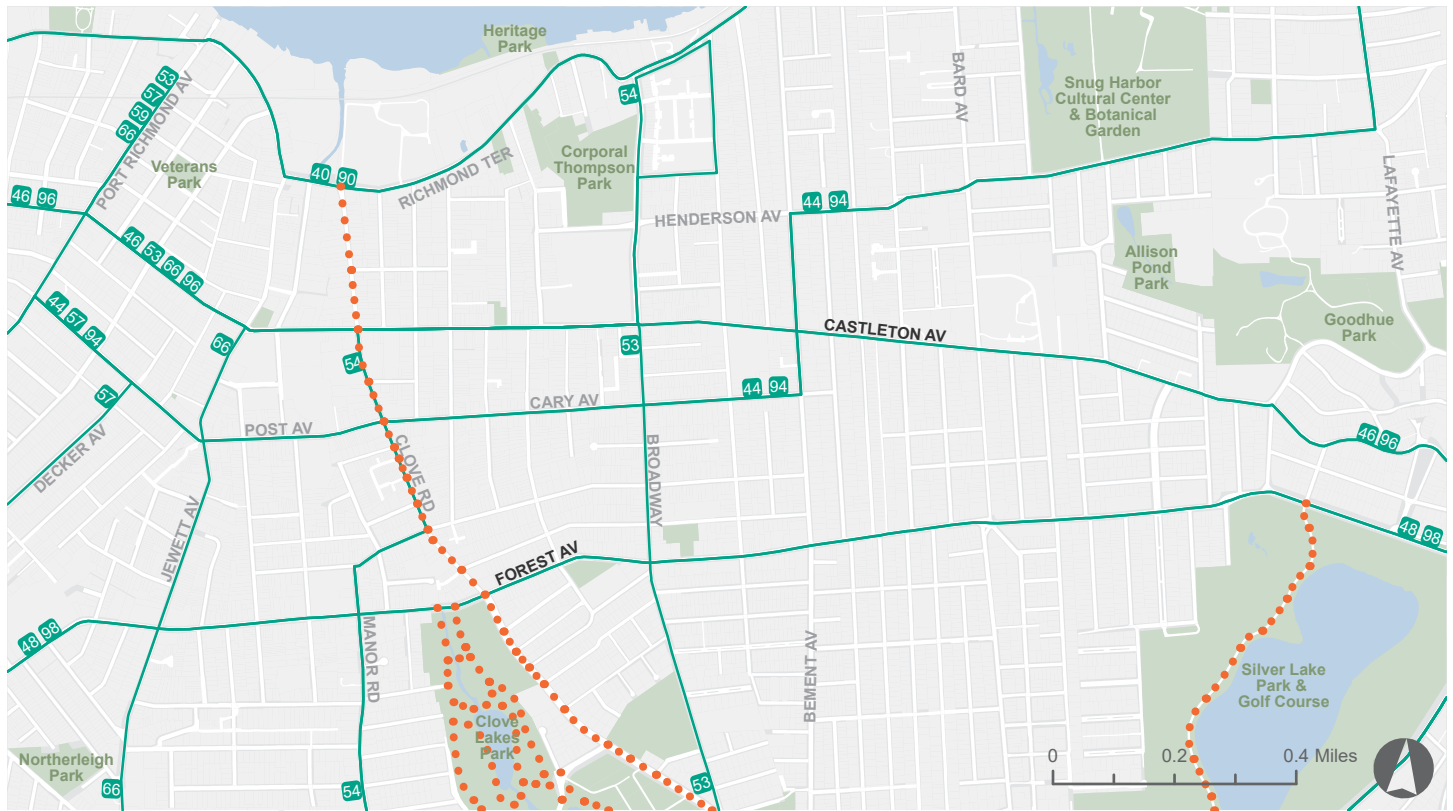 Heritage
Park
BARD AV
Snug Harbor
Cultural Center
& Botanical
Garden
53
57
59
66
PORT RICHMOND AV
54
Veterans
Park
Corporal
Thompson
Park
40 90
RICHMOND TER
LAFAYETTE AV
46 96
44 94
HENDERSON AV
46 53 66 96
Allison
Pond
Park
44 57 94
66
54
53
CASTLETON AV
Goodhue
Park
57
44 94
CARY AV
POST AV
DECKER AV
CLOVE RD
BROADWAY
46 96
JEWETT AV
48 98
FOREST AV
48 98
MANOR RD
BEMENT AV
Silver Lake
Park &
Golf Course
Clove
Lakes
Park
Northerleigh
Park
66
54
53
0 0.2 0.4 Miles